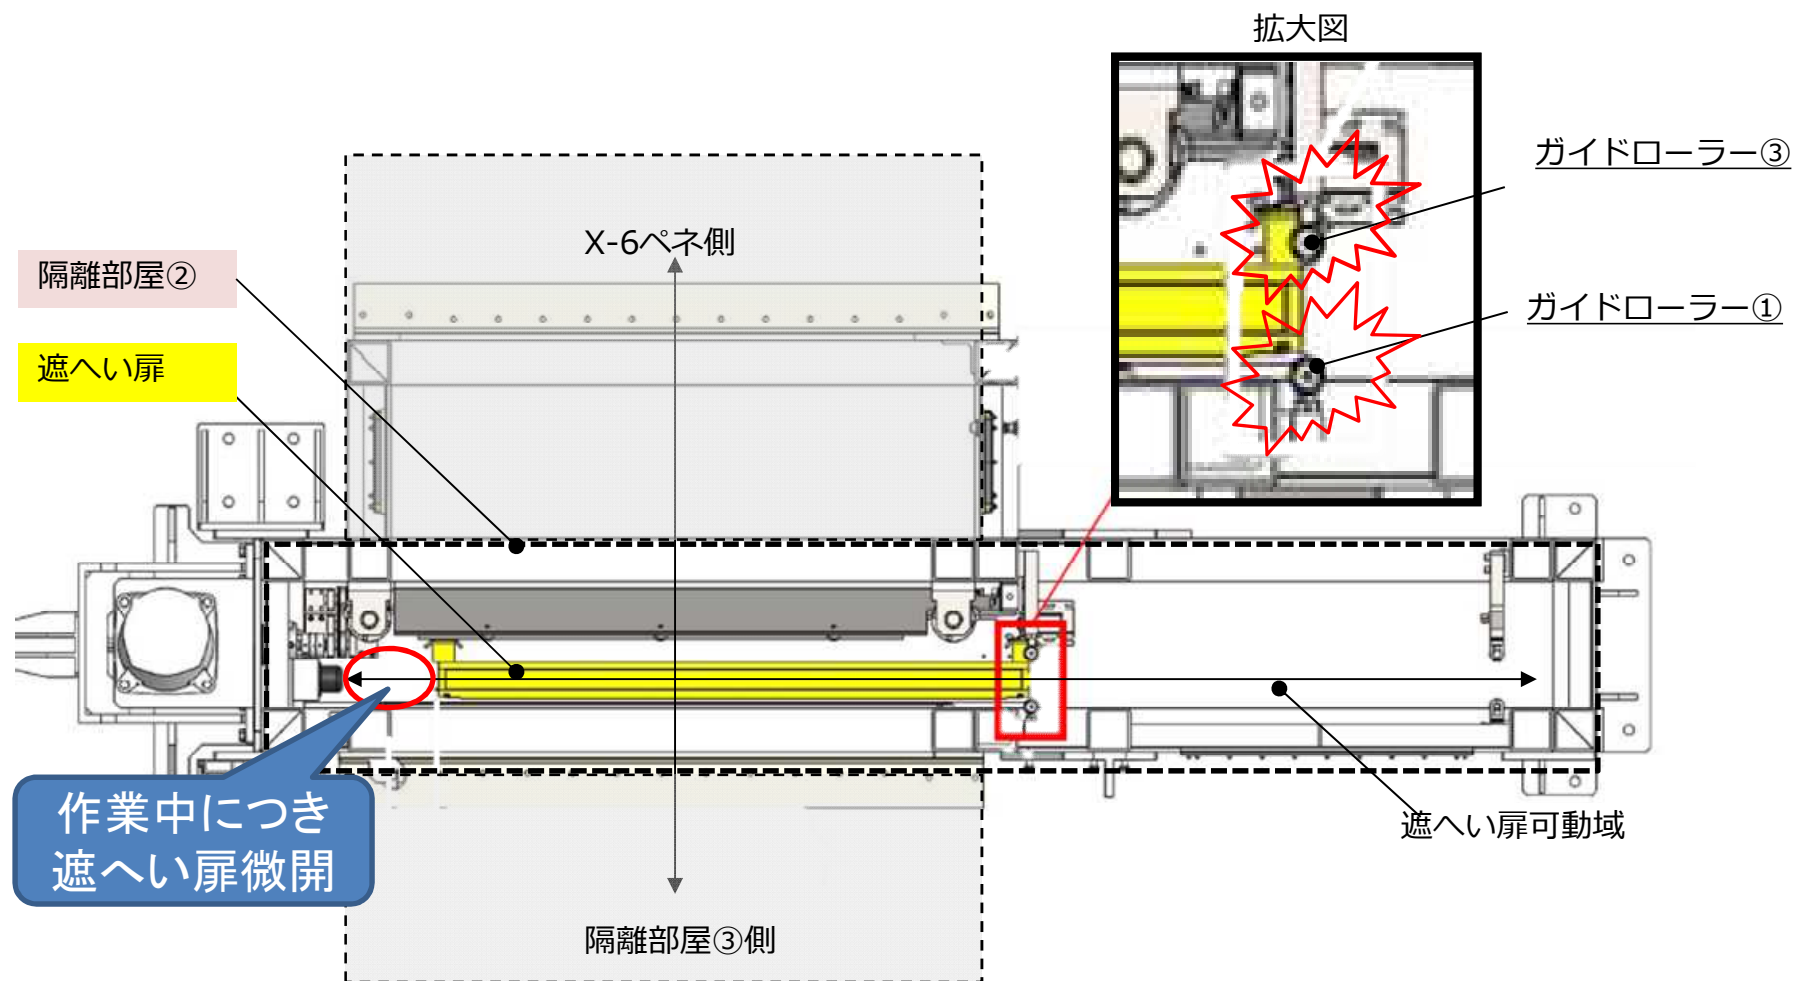 拡大図
ガイドローラー③
X-6ペネ側
隔離部屋②
ガイドローラー①
遮へい扉
作業中につき
遮へい扉微開
遮へい扉可動域
隔離部屋③側